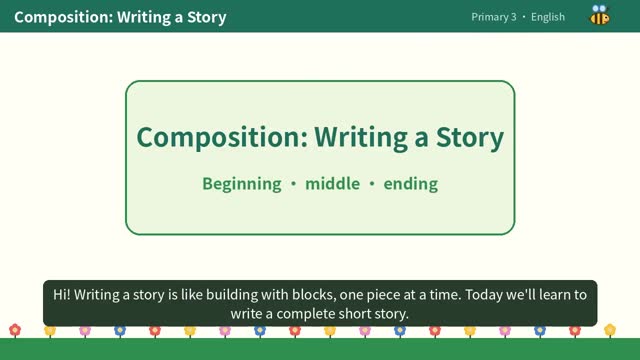 Composition: Writing a Story
Primary 3 • English
Composition: Writing a Story
Beginning • middle • ending
Hi! Writing a story is like building with blocks, one piece at a time. Today we'll learn to
write a complete short story.